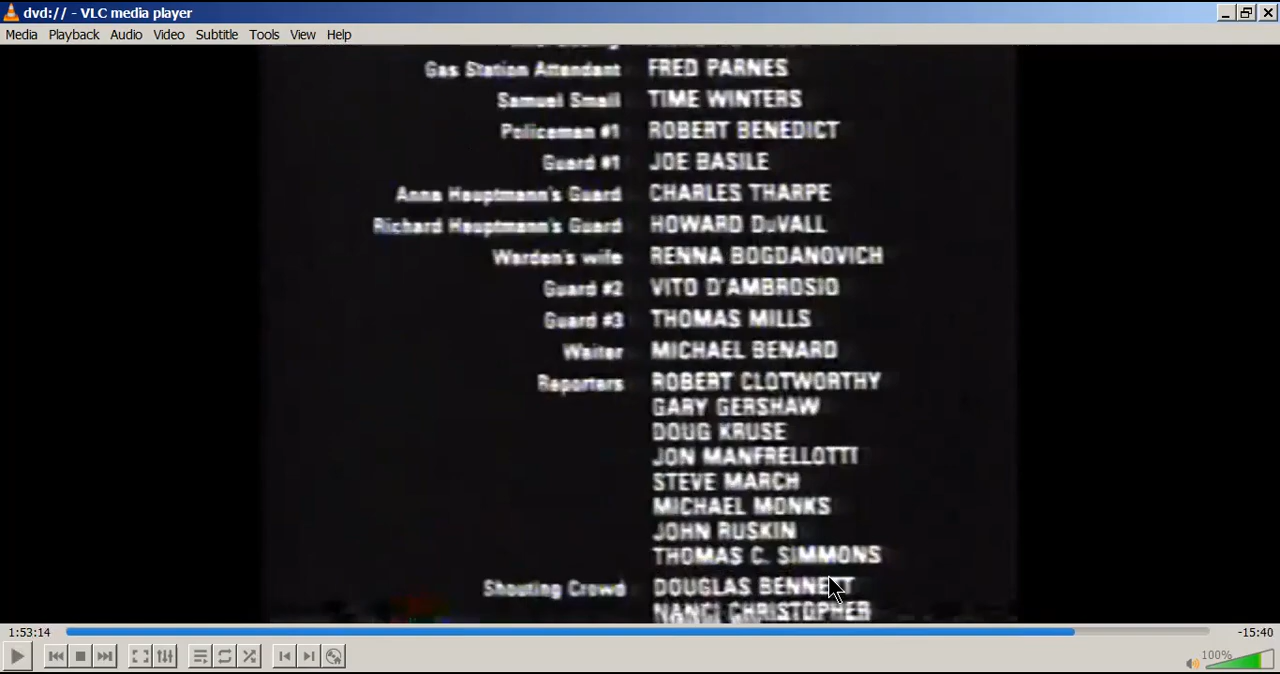 dvd:// - VLC media player
Media Playback Audio Video Subtitle Tools View Help
Gas Station Attendant FRED PARNES
Samuel Small TIME WINTERS
Policeman #1 ROBERT BENEDICT
Guard #1 JOE BASILE
Anna Hauptmann's Guard CHARLES THARPE
Richard Hauptmann's Guard HOWARD DuVALL
Warden's wife RENNA BOGDANOVICH
Guard #2 VITO D'AMBROSIO
Guard #3 THOMAS MILLS
Waiter MICHAEL BENARD
Reporters ROBERT CLOTWORTHY
GARY GERSHAW
DOUG KRUSE
JON MANFRELLOTTI
STEVE MARCH
MICHAEL MONKS
JOHN RUSKIN
THOMAS C. SIMMONS
Shouting Crowd DOUGLAS BENNETT
NANCI CHRISTOPHER
1:53:14 -15:40
100%